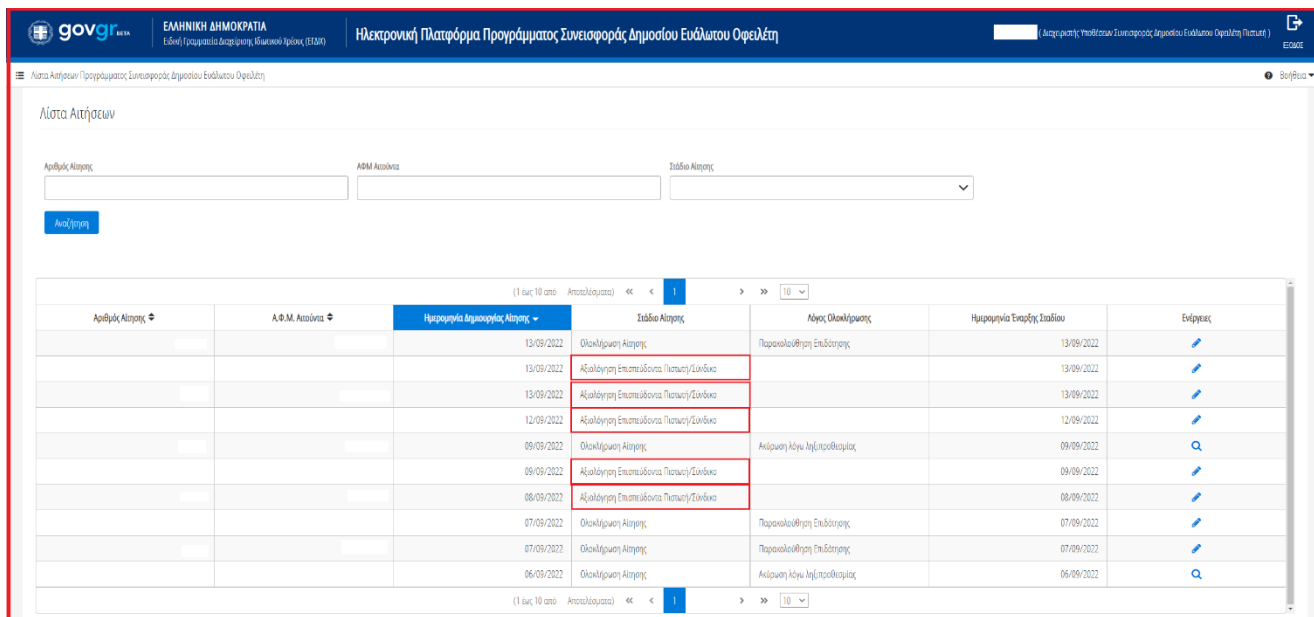 govgr BETA
ΕΛΛΗΝΙΚΗ ΔΗΜΟΚΡΑΤΙΑ
Ειδική Γραμματεία Διαχείρισης Ιδιωτικού Χρέους (ΕΓΔΙΧ)
Ηλεκτρονική Πλατφόρμα Προγράμματος Συνεισφοράς Δημοσίου Ευάλωτου Οφειλέτη
( Διαχειριστής Υποθέσεων Συνεισφοράς Δημοσίου Ευάλωτου Οφειλέτη Πιστωτή )
ΕΞΟΔΟΣ
Λίστα Αιτήσεων Προγράμματος Συνεισφοράς Δημοσίου Ευάλωτου Οφειλέτη
Βοήθεια
Λίστα Αιτήσεων
Αριθμός Αίτησης ΑΦΜ Αιτούντα Στάδιο Αίτησης
Αναζήτηση
(1 έως 10 από Αποτελέσματα) 1 10
Αριθμός Αίτησης Α.Φ.Μ. Αιτούντα Ημερομηνία Δημιουργίας Αίτησης Στάδιο Αίτησης Λόγος Ολοκλήρωσης Ημερομηνία Έναρξης Σταδίου Ενέργειες
13/09/2022 Ολοκλήρωση Αίτησης Παρακολούθηση Επιδότησης 13/09/2022
13/09/2022 Αξιολόγηση Επισπεύδοντα Πιστωτή/Σύνδικο 13/09/2022
13/09/2022 Αξιολόγηση Επισπεύδοντα Πιστωτή/Σύνδικο 13/09/2022
12/09/2022 Αξιολόγηση Επισπεύδοντα Πιστωτή/Σύνδικο 12/09/2022
09/09/2022 Ολοκλήρωση Αίτησης Ακύρωση λόγω ληξιπροθεσμίας 09/09/2022
09/09/2022 Αξιολόγηση Επισπεύδοντα Πιστωτή/Σύνδικο 09/09/2022
08/09/2022 Αξιολόγηση Επισπεύδοντα Πιστωτή/Σύνδικο 08/09/2022
07/09/2022 Ολοκλήρωση Αίτησης Παρακολούθηση Επιδότησης 07/09/2022
07/09/2022 Ολοκλήρωση Αίτησης Παρακολούθηση Επιδότησης 07/09/2022
06/09/2022 Ολοκλήρωση Αίτησης Ακύρωση λόγω ληξιπροθεσμίας 06/09/2022
(1 έως 10 από Αποτελέσματα) 1 10